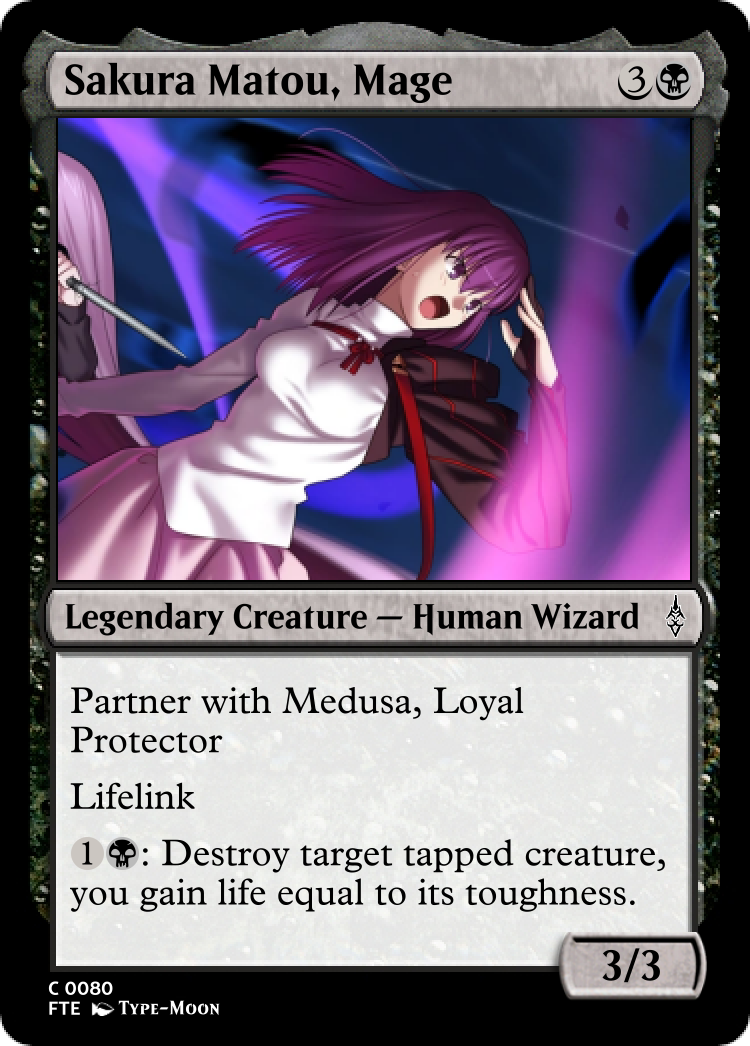 Sakura Matou, Mage 3
Legendary Creature — Human Wizard
Partner with Medusa, Loyal
Protector
Lifelink
1 : Destroy target tapped creature,
you gain life equal to its toughness.
3/3
C 0080
FTE Type-Moon